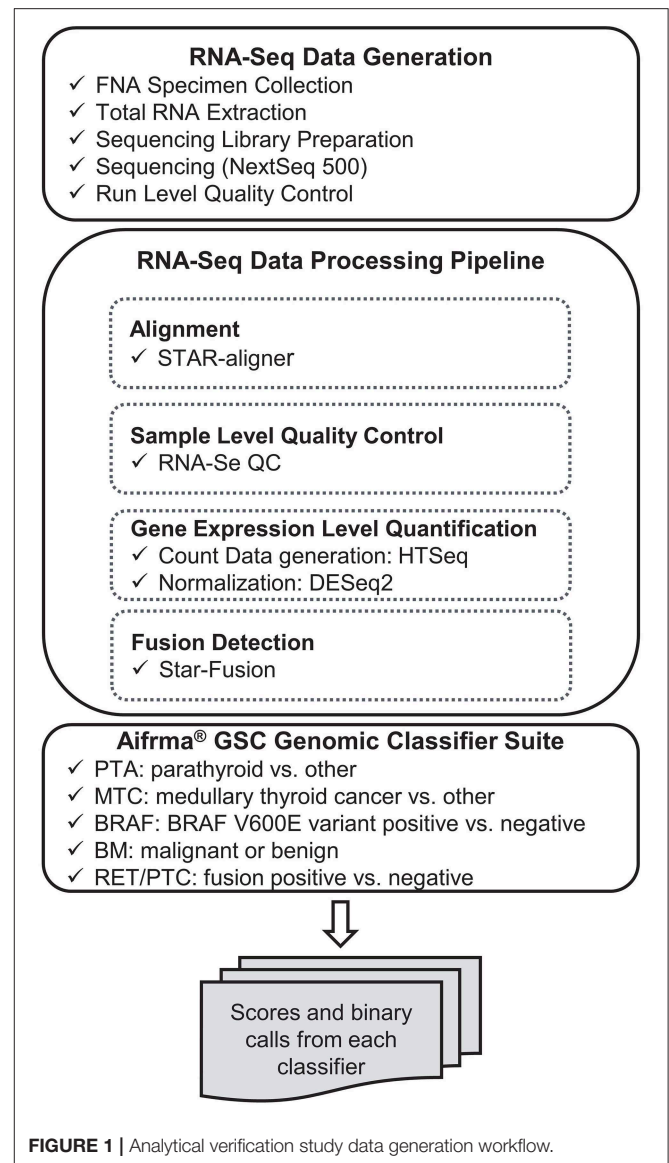 RNA-Seq Data Generation
✓ FNA Specimen Collection
✓ Total RNA Extraction
✓ Sequencing Library Preparation
✓ Sequencing (NextSeq 500)
✓ Run Level Quality Control
RNA-Seq Data Processing Pipeline
Alignment
✓ STAR-aligner
Sample Level Quality Control
✓ RNA-Se QC
Gene Expression Level Quantification
✓ Count Data generation: HTSeq
✓ Normalization: DESeq2
Fusion Detection
✓ Star-Fusion
Aifrma® GSC Genomic Classifier Suite
✓ PTA: parathyroid vs. other
✓ MTC: medullary thyroid cancer vs. other
✓ BRAF: BRAF V600E variant positive vs. negative
✓ BM: malignant or benign
✓ RET/PTC: fusion positive vs. negative
Scores and binary
calls from each
classifier
FIGURE 1 | Analytical verification study data generation workflow.